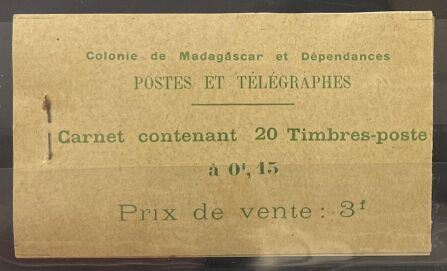 Colonie de Madagascar et Dépendances
POSTES ET TÉLÉGRAPHES
Carnet contenant 20 Timbres-poste
à 0ᶠ, 15
Prix de vente : 3ᶠ